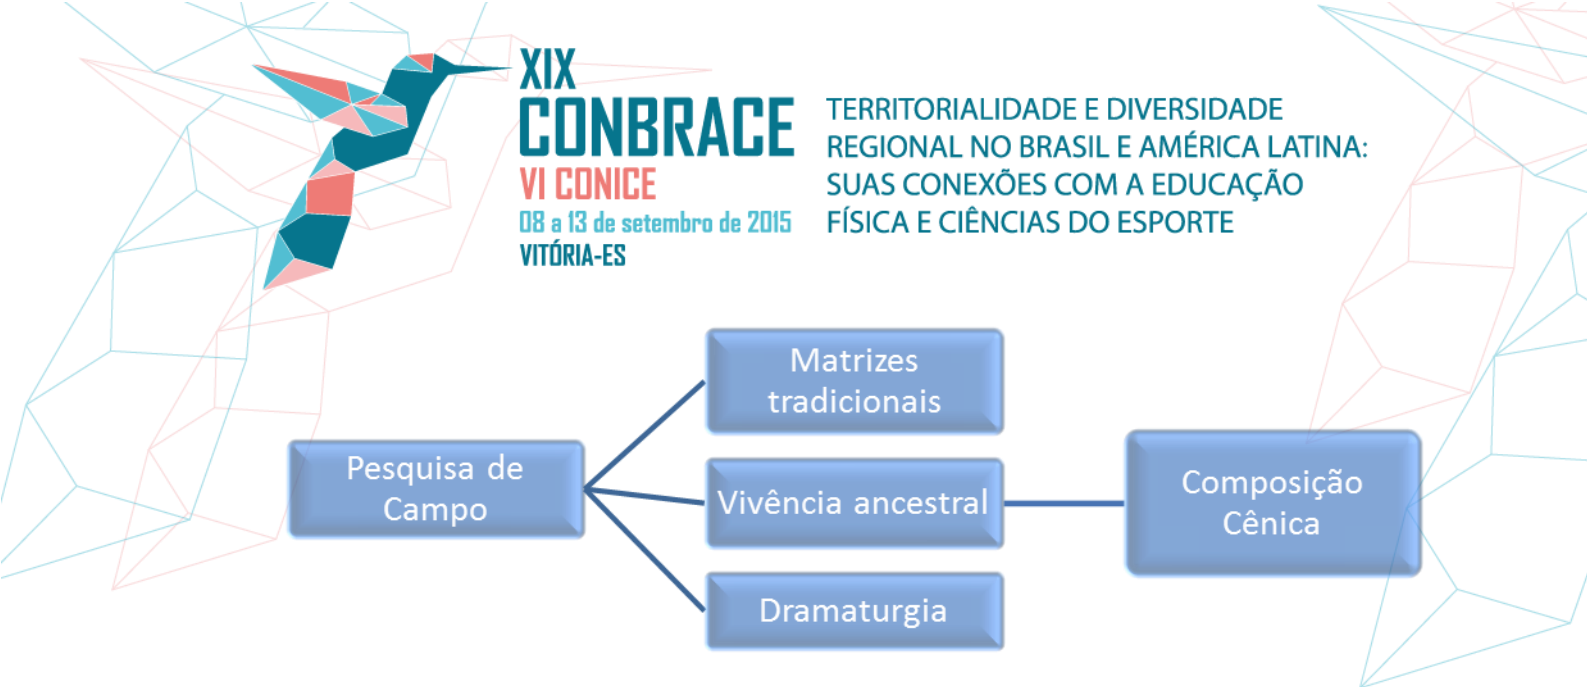 XIX
CONBRACE
VI CONICE
08 a 13 de setembro de 2015
VITÓRIA-ES
TERRITORIALIDADE E DIVERSIDADE
REGIONAL NO BRASIL E AMÉRICA LATINA:
SUAS CONEXÕES COM A EDUCAÇÃO
FÍSICA E CIÊNCIAS DO ESPORTE
Pesquisa de
Campo
Matrizes
tradicionais
Vivência ancestral
Dramaturgia
Composição
Cênica